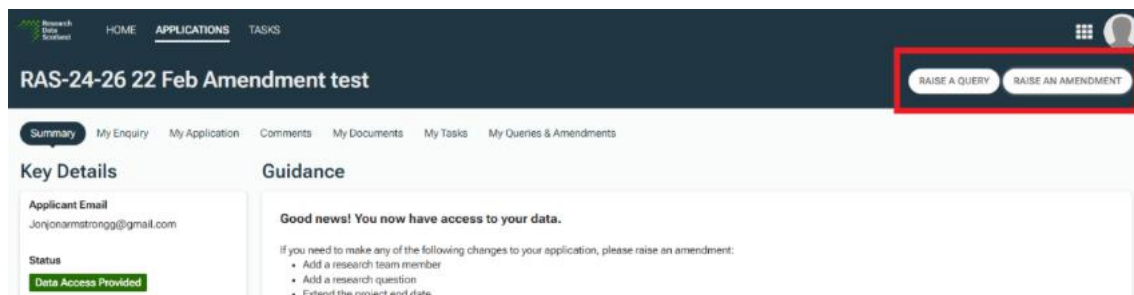 Research
Data
Scotland
HOME APPLICATIONS TASKS
RAS-24-26 22 Feb Amendment test
RAISE A QUERY RAISE AN AMENDMENT
Summary My Enquiry My Application Comments My Documents My Tasks My Queries & Amendments
Key Details
Guidance
Applicant Email
Jonjonarmstrongg@gmail.com
Status
Data Access Provided
Good news! You now have access to your data.
If you need to make any of the following changes to your application, please raise an amendment:
• Add a research team member
• Add a research question
• Extend the project end date